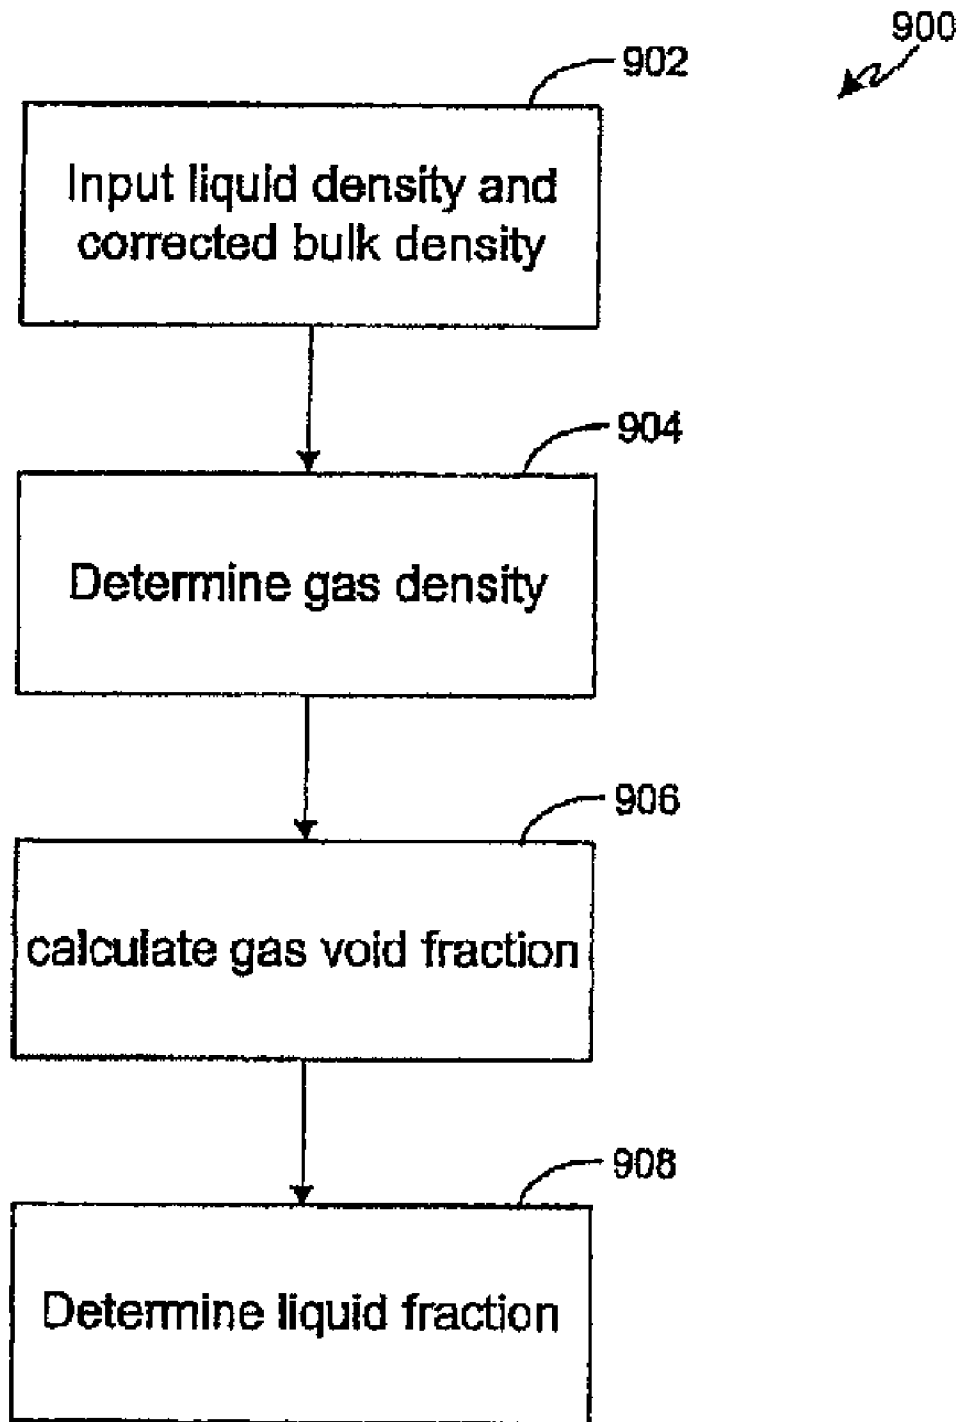 900
902
Input liquid density and
corrected bulk density
904
Determine gas density
906
calculate gas void fraction
908
Determine liquid fraction